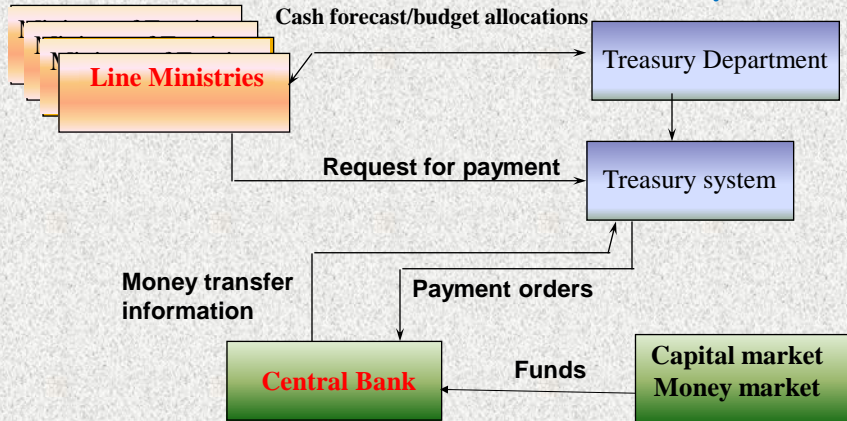 Cash forecast/budget allocations
Line Ministries
Treasury Department
Request for payment
Treasury system
Money transfer
information
Payment orders
Central Bank
Funds
Capital market
Money market